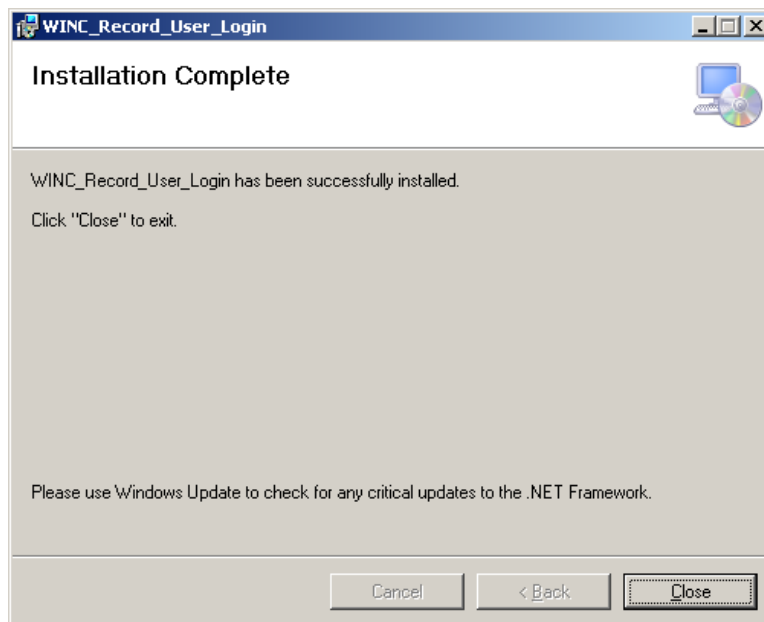 WINC_Record_User_Login
Installation Complete
WINC_Record_User_Login has been successfully installed.
Click "Close" to exit.
Please use Windows Update to check for any critical updates to the .NET Framework.
Cancel
< Back
Close